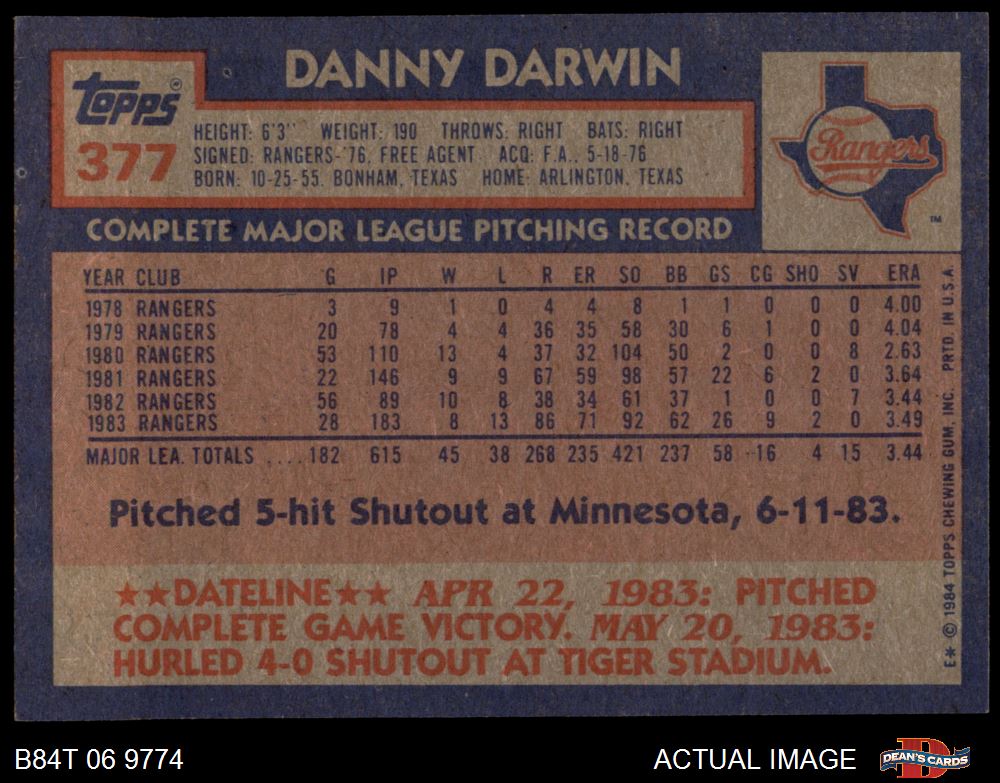 DANNY DARWIN
Topps®
377
HEIGHT: 6'3" WEIGHT: 190 THROWS: RIGHT BATS: RIGHT
SIGNED: RANGERS-'76, FREE AGENT ACQ: F.A., 5-18-76
BORN: 10-25-55, BONHAM, TEXAS HOME: ARLINGTON, TEXAS
Rangers
TM
COMPLETE MAJOR LEAGUE PITCHING RECORD
YEAR CLUB G IP W L R ER SO BB GS CG SHO SV ERA
1978 RANGERS 3 9 1 0 4 4 8 1 1 0 0 0 4.00
1979 RANGERS 20 78 4 4 36 35 58 30 6 1 0 0 4.04
1980 RANGERS 53 110 13 4 37 32 104 50 2 0 0 8 2.63
1981 RANGERS 22 146 9 9 67 59 98 57 22 6 2 0 3.64
1982 RANGERS 56 89 10 8 38 34 61 37 1 0 0 7 3.44
1983 RANGERS 28 183 8 13 86 71 92 62 26 9 2 0 3.49
MAJOR LEA. TOTALS ....182 615 45 38 268 235 421 237 58 16 4 15 3.44
Pitched 5-hit Shutout at Minnesota, 6-11-83.
★★DATELINE★★ APR 22, 1983: PITCHED
COMPLETE GAME VICTORY. MAY 20, 1983:
HURLED 4-0 SHUTOUT AT TIGER STADIUM.
E* © 1984 TOPPS CHEWING GUM, INC. PRTD. IN U.S.A.
B84T 06 9774
ACTUAL IMAGE
DEAN'S CARDS